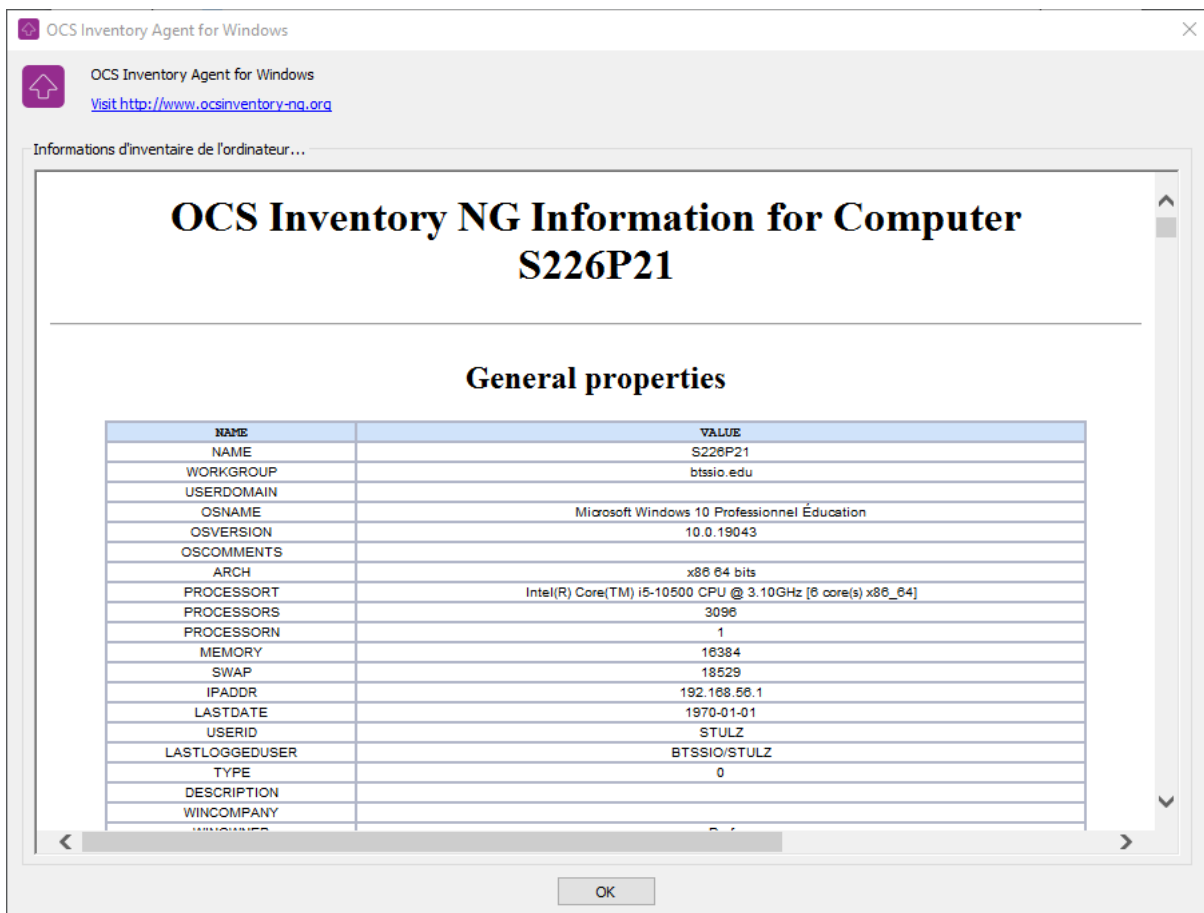 OCS Inventory Agent for Windows
OCS Inventory Agent for Windows
Visit http://www.ocsinventory-ng.org
Informations d'inventaire de l'ordinateur...
OCS Inventory NG Information for Computer
S226P21
General properties
NAME VALUE
NAME S226P21
WORKGROUP btssio.edu
USERDOMAIN
OSNAME Microsoft Windows 10 Professionnel Éducation
OSVERSION 10.0.19043
OSCOMMENTS
ARCH x86 64 bits
PROCESSORT Intel(R) Core(TM) i5-10500 CPU @ 3.10GHz [6 core(s) x86_64]
PROCESSORS 3096
PROCESSORN 1
MEMORY 16384
SWAP 18529
IPADDR 192.168.56.1
LASTDATE 1970-01-01
USERID STULZ
LASTLOGGEDUSER BTSSIO/STULZ
TYPE 0
DESCRIPTION
WINCOMPANY
OK